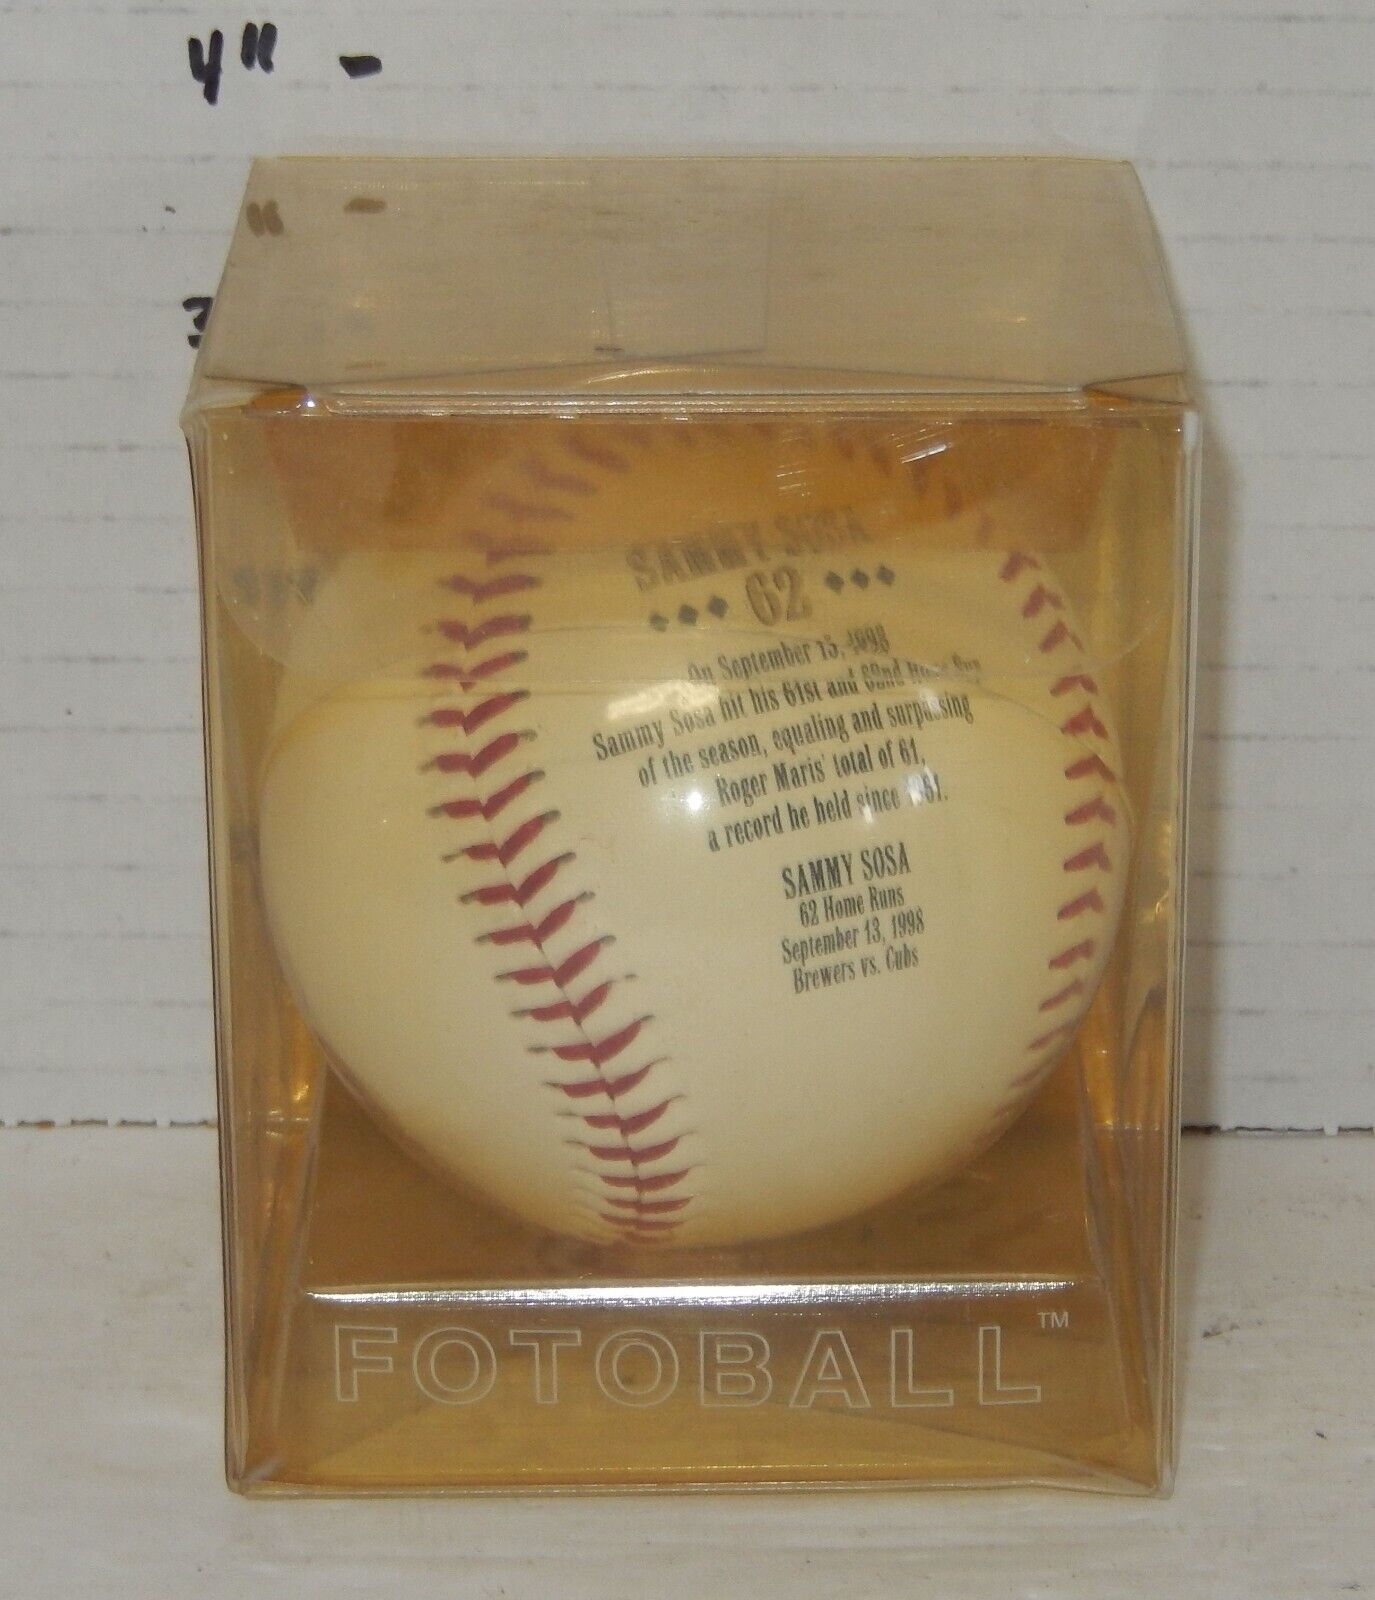 4" -
3
SAMMY SOSA
62
On September 13, 1998
Sammy Sosa hit his 61st and 62nd Home Run
of the season, equaling and surpassing
Roger Maris' total of 61,
a record he held since 1961.
SAMMY SOSA
62 Home Runs
September 13, 1998
Brewers vs. Cubs
FOTOBALL™